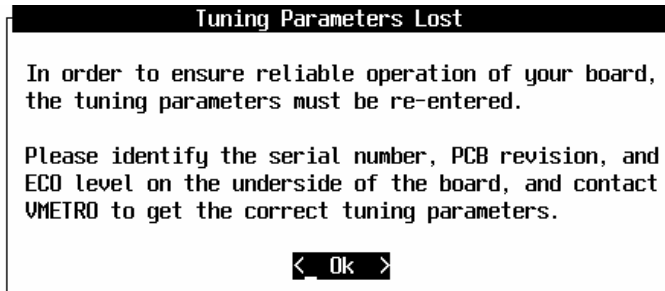 Tuning Parameters Lost
In order to ensure reliable operation of your board,
the tuning parameters must be re-entered.
Please identify the serial number, PCB revision, and
ECO level on the underside of the board, and contact
VMETRO to get the correct tuning parameters.
<_ Ok >